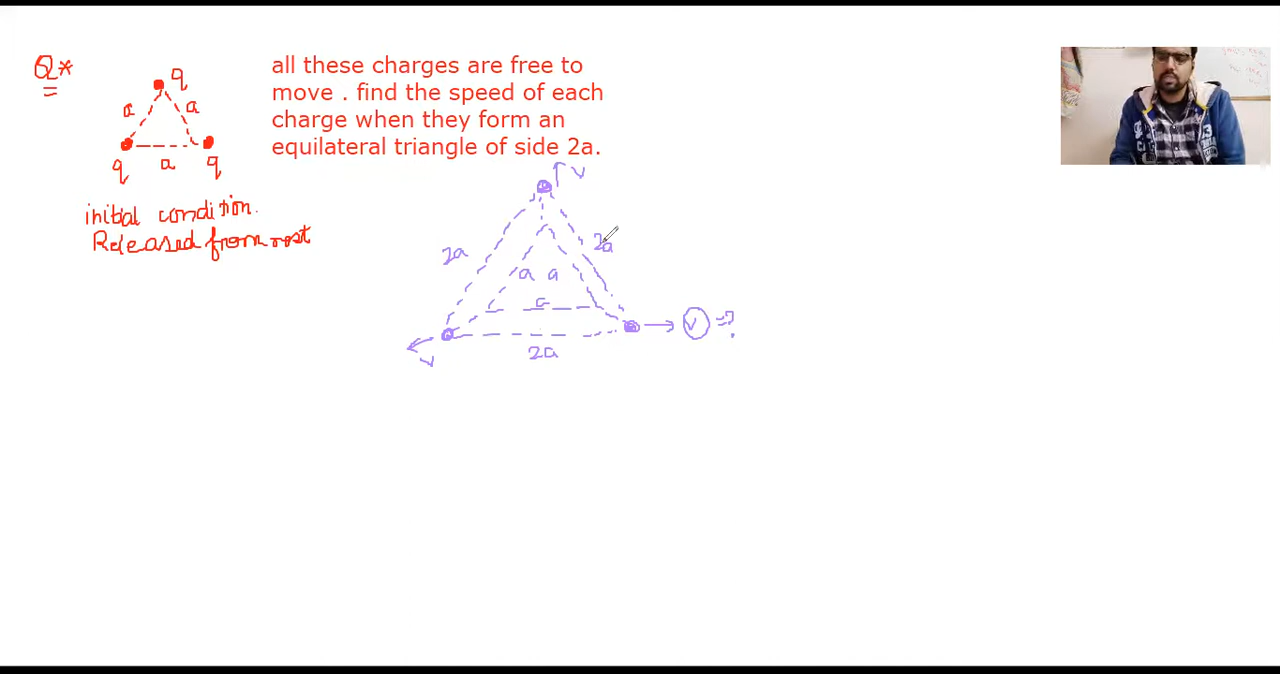 Q*
q
a
a
q
a
q
initial condition.
Released from rest
all these charges are free to
move . find the speed of each
charge when they form an
equilateral triangle of side 2a.
v
2a
2a
a
a
a
v
2a
v =?